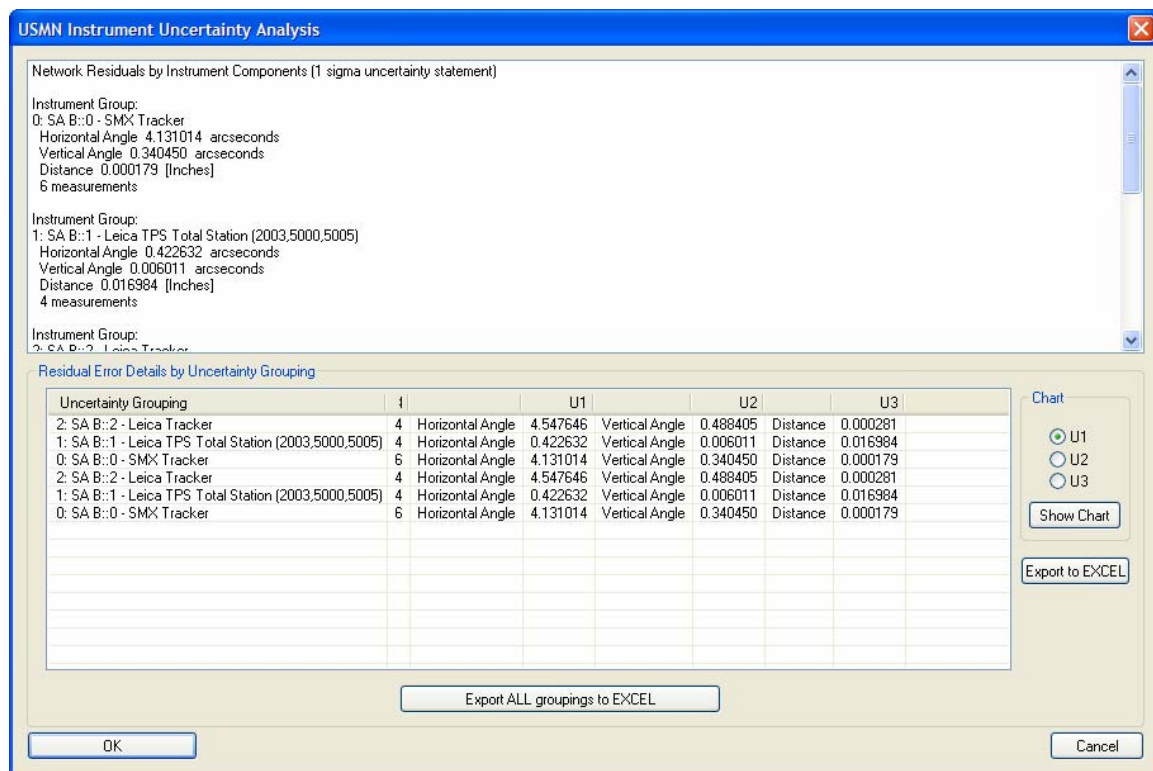 USMN Instrument Uncertainty Analysis
Network Residuals by Instrument Components (1 sigma uncertainty statement)
Instrument Group:
0: SA B::0 - SMX Tracker
Horizontal Angle 4.131014 arcseconds
Vertical Angle 0.340450 arcseconds
Distance 0.000179 [Inches]
6 measurements
Instrument Group:
1: SA B::1 - Leica TPS Total Station (2003,5000,5005)
Horizontal Angle 0.422632 arcseconds
Vertical Angle 0.006011 arcseconds
Distance 0.016984 [Inches]
4 measurements
Instrument Group:
2: SA B::2 - Leica Tracker
Residual Error Details by Uncertainty Grouping
Uncertainty Grouping U1 U2 U3
2: SA B::2 - Leica Tracker 4 Horizontal Angle 4.547646 Vertical Angle 0.488405 Distance 0.000281
1: SA B::1 - Leica TPS Total Station (2003,5000,5005) 4 Horizontal Angle 0.422632 Vertical Angle 0.006011 Distance 0.016984
0: SA B::0 - SMX Tracker 6 Horizontal Angle 4.131014 Vertical Angle 0.340450 Distance 0.000179
2: SA B::2 - Leica Tracker 4 Horizontal Angle 4.547646 Vertical Angle 0.488405 Distance 0.000281
1: SA B::1 - Leica TPS Total Station (2003,5000,5005) 4 Horizontal Angle 0.422632 Vertical Angle 0.006011 Distance 0.016984
0: SA B::0 - SMX Tracker 6 Horizontal Angle 4.131014 Vertical Angle 0.340450 Distance 0.000179
Chart
U1
U2
U3
Show Chart
Export to EXCEL
Export ALL groupings to EXCEL
OK
Cancel